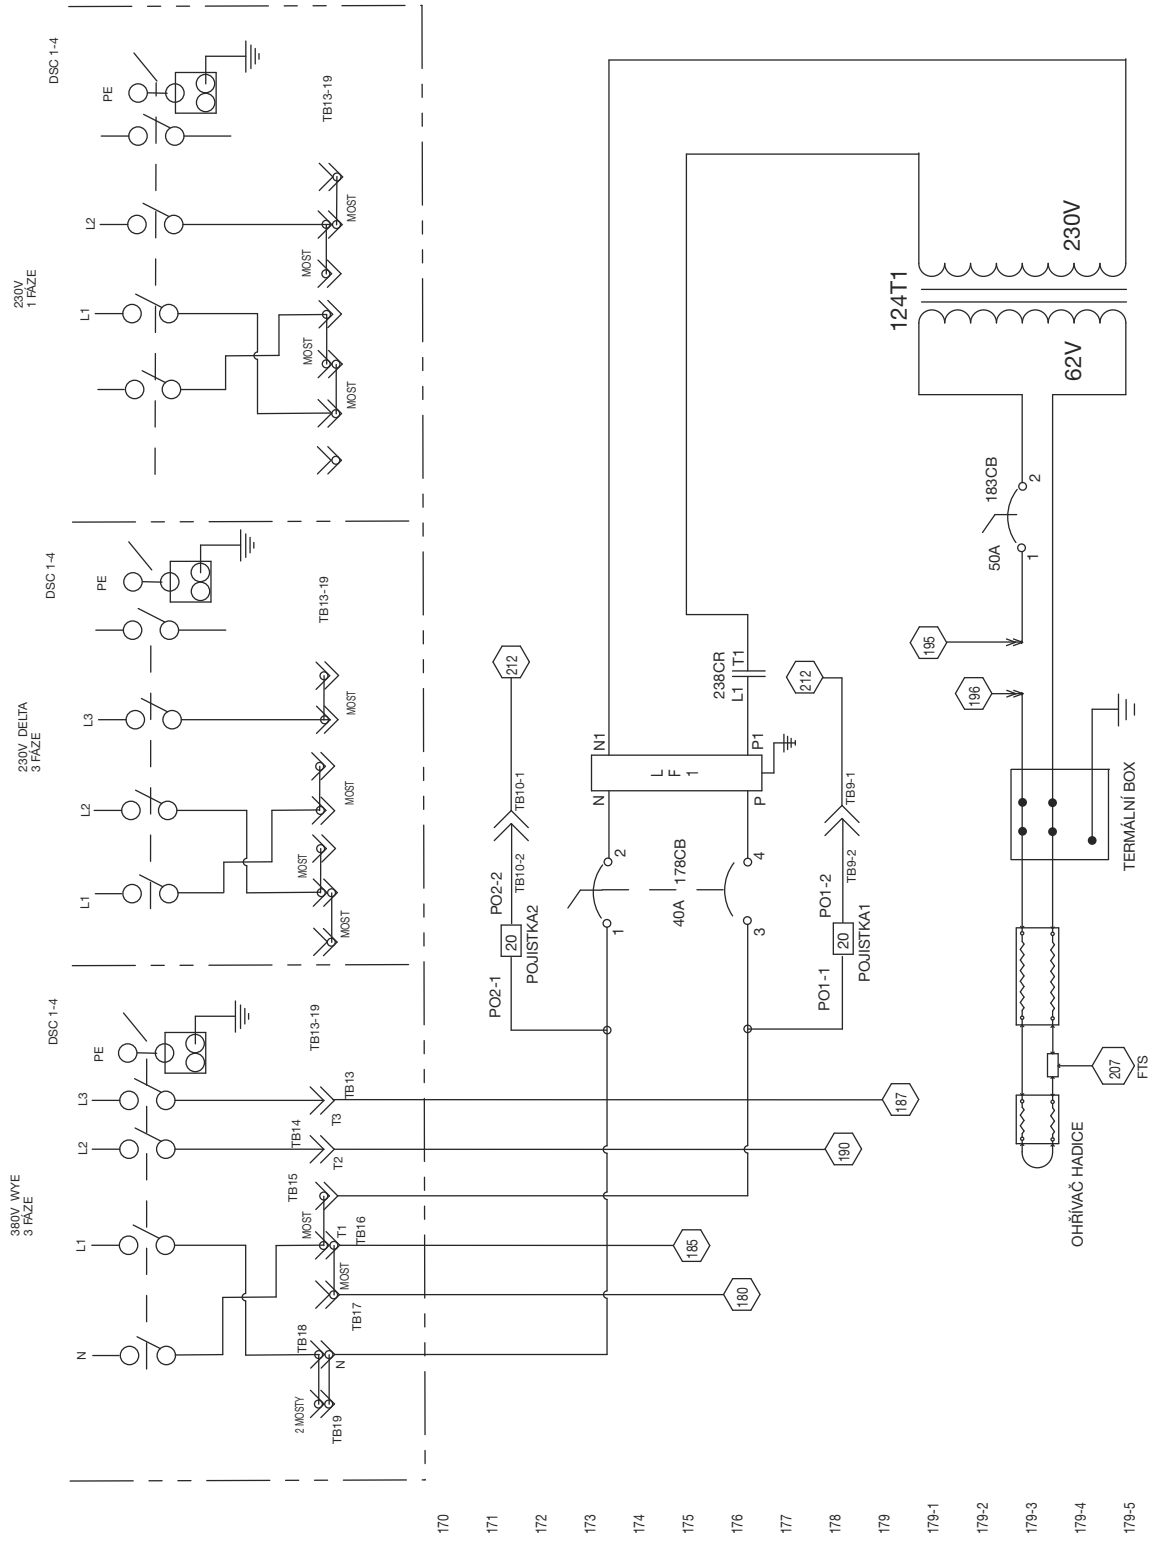 380V WYE
3 FÁZE
DSC 1-4
N
L1
L2
L3
PE
TB13-19
2 MOSTY
TB19
TB18
N
TB17
MOST
MOST
TB16
T1
TB15
TB14
T2
TB13
T3
230V DELTA
3 FÁZE
DSC 1-4
L1
L2
L3
PE
TB13-19
MOST
MOST
MOST
MOST
230V
1 FÁZE
DSC 1-4
L1
L2
PE
TB13-19
MOST
MOST
MOST
MOST
170
171
172
173
174
175
176
177
178
179
179-1
179-2
179-3
179-4
179-5
180
185
190
187
PO2-1
20
PO2-2
POJISTKA2
TB10-2
TB10-1
212
1
2
40A 178CB
3
4
N
N1
L
F
1
P
P1
238CR
L1 T1
PO1-1
20
PO1-2
POJISTKA1
TB9-2
TB9-1
212
124T1
230V
62V
183CB
50A
1
2
195
196
TERMÁLNÍ BOX
207
FTS
OHŘÍVAČ HADICE